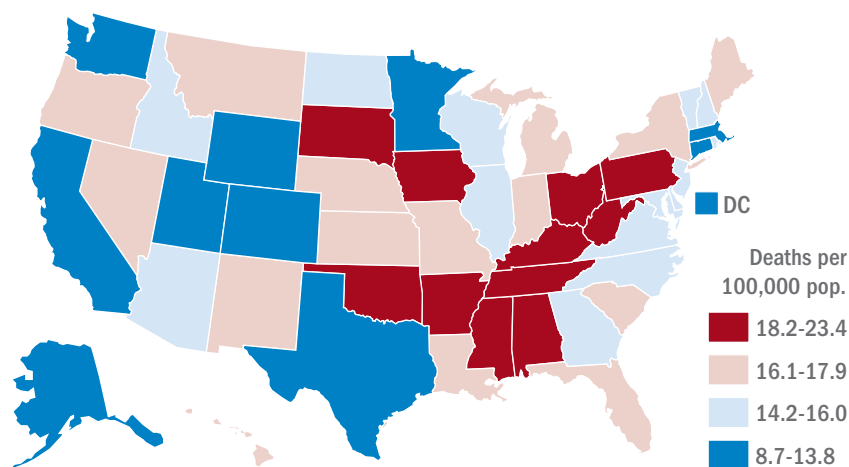 DC
Deaths per
100,000 pop.
18.2-23.4
16.1-17.9
14.2-16.0
8.7-13.8